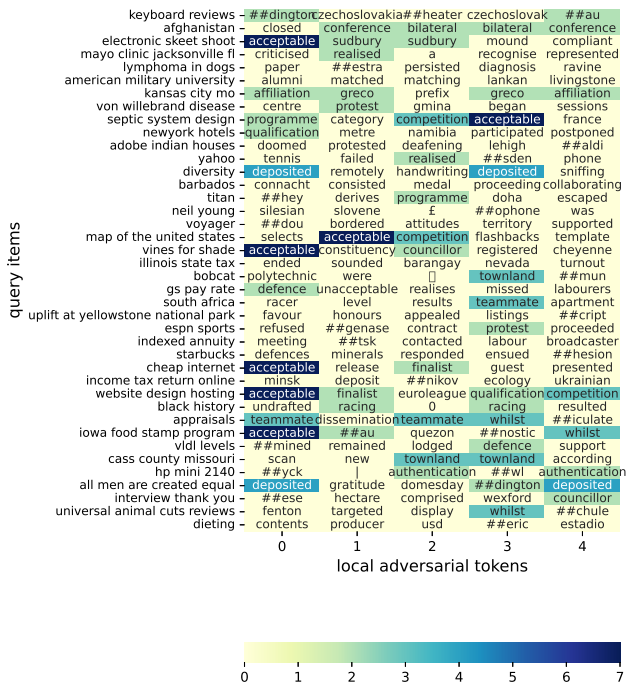 keyboard reviews ##dington czechoslovakia ##heater czechoslovak ##au
afghanistan closed conference bilateral bilateral conference
electronic skeet shoot acceptable sudbury sudbury mound compliant
mayo clinic jacksonville fl criticised realised a recognise represented
lymphoma in dogs paper ##estra persisted diagnosis ravine
american military university alumni matched matching liankan livingstone
kansas city mo affiliation greco prefix greco affiliation
von willebrand disease centre protest gmina began sessions
septic system design programme category competition acceptable france
newyork hotels qualification metre namibia participated postponed
adobe indian houses doomed protested deafening lehigh ##aldi
yahoo tennis failed realised ##sden phone
diversity deposited remotely handwriting deposited sniffing
barbados connacht consisted medal proceeding collaborating
titan ##hey derives programme doha escaped
neil young silesian slovene £ ##ophone was
voyager ##dou bordered attitudes territory supported
map of the united states selects acceptable competition flashbacks template
vines for shade acceptable constituency councillor registered cheyenne
illinois state tax ended sounded barangay nevada turnout
bobcat polytechnic were townland ##mun
gs pay rate defence unacceptable realises missed labourers
south africa racer level results teammate apartment
uplift at yellowstone national park favour honours appealed listings ##cript
espn sports refused ##genase contract protest proceeded
indexed annuity meeting ##tsk contacted labour broadcaster
starbucks defences minerals responded ensued ##hesion
cheap internet acceptable release finalist guest presented
income tax return online minsk deposit ##nikov ecology ukrainian
website design hosting acceptable finalist euroleague qualification competition
black history undrafted racing 0 racing resulted
appraisals teammate dissemination teammate whilst ##iculate
iowa food stamp program acceptable ##au quezon ##nostic whilst
vldl levels ##mined remained lodged defence support
cass county missouri scan new townland townland according
hp mini 2140 ##yck | authentication ##wl authentication
all men are created equal deposited gratitude domesday ##dington deposited
interview thank you ##ese hectare comprised wexford councillor
universal animal cuts reviews fenton targeted display whilst ##chule
dieting contents producer usd ##eric estadio
0 1 2 3 4
local adversarial tokens
query items
0 1 2 3 4 5 6 7